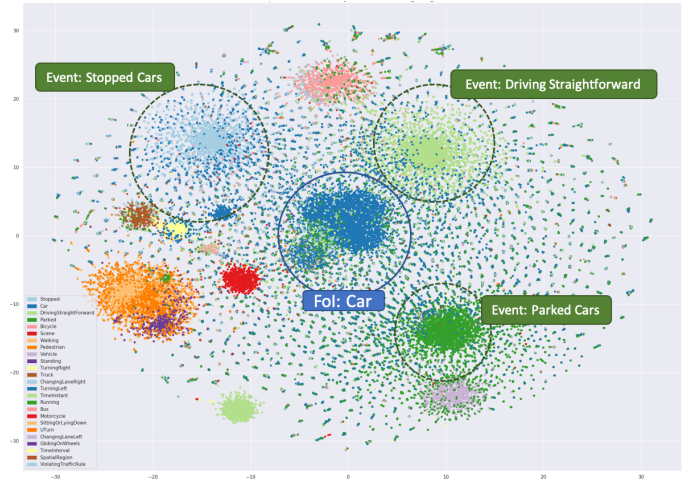 30
Event: Stopped Cars
Event: Driving Straightforward
20
10
0
−10
FoI: Car
Event: Parked Cars
Stopped
Car
DrivingStraightForward
Parked
Bicycle
Scene
Walking
Pedestrian
Vehicle
Standing
TurningRight
Truck
ChangingLaneRight
TurningLeft
TimeInstant
Running
Bus
Motorcycle
SittingOrLyingDown
UTurn
ChangingLaneLeft
GlidingOnWheels
TimeInterval
SpatialRegion
ViolatingTrafficRule
−20
−30
−30 −20 −10 0 10 20 30